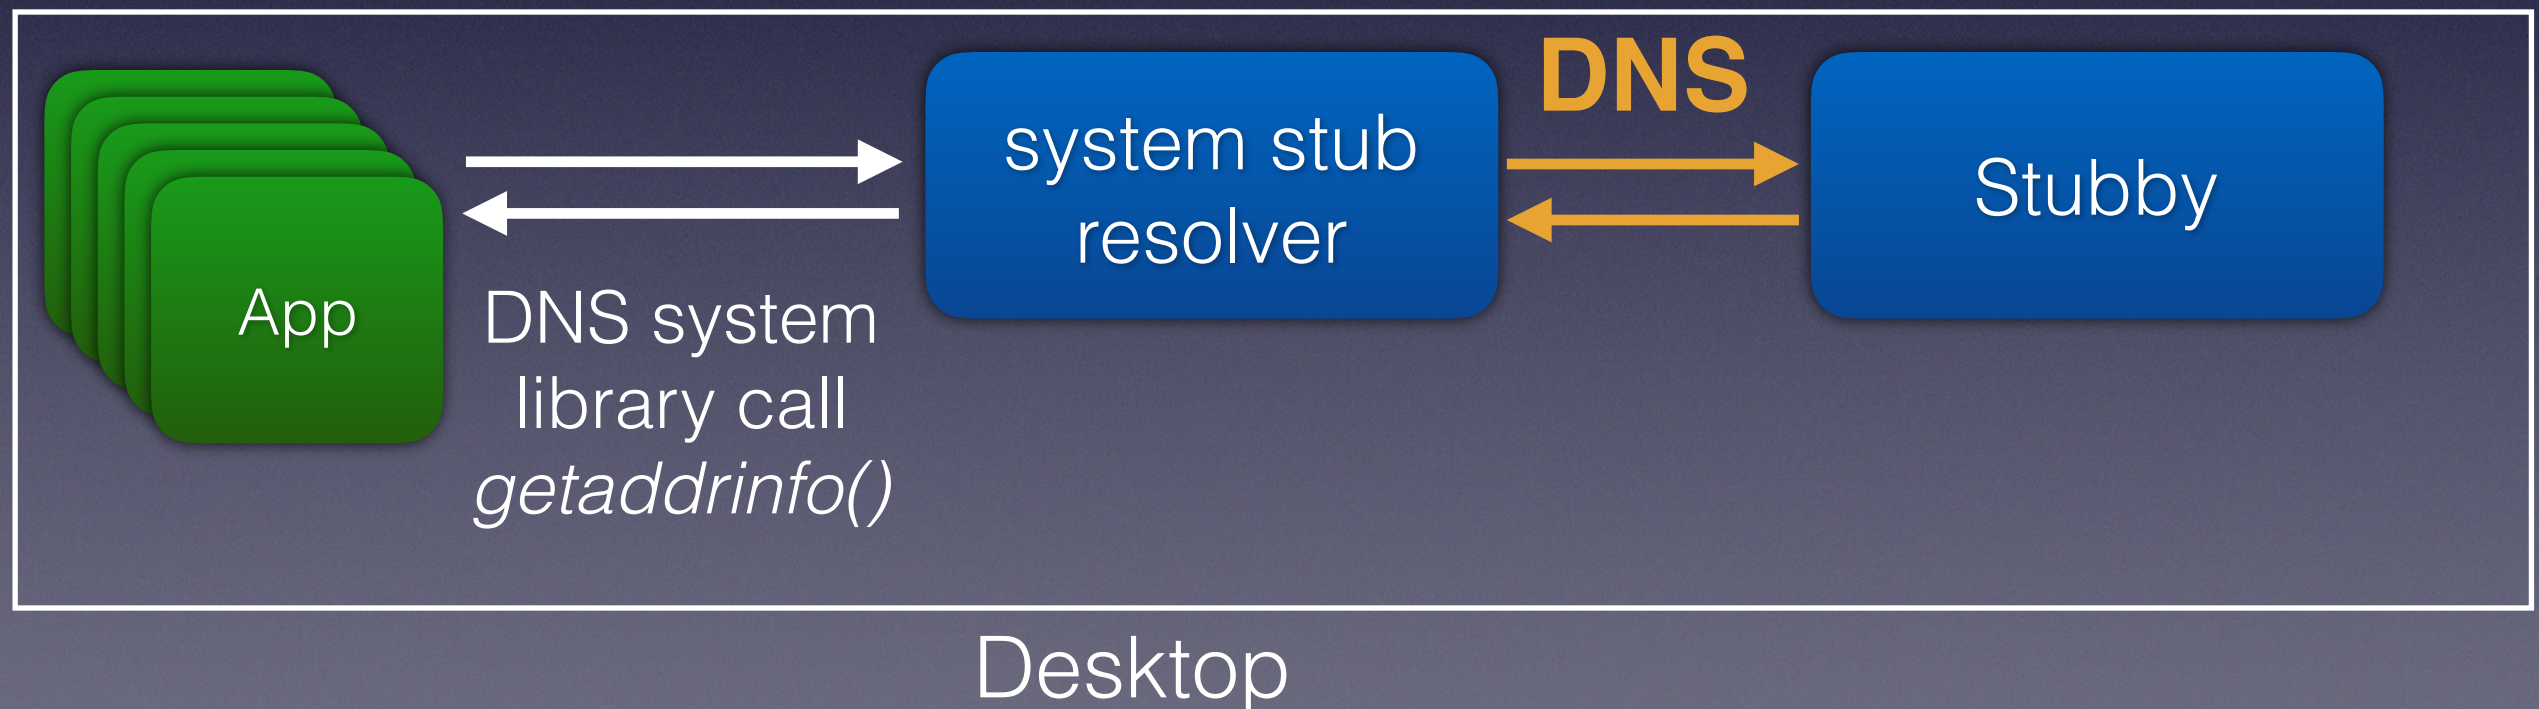 App
DNS system
library call
getaddrinfo()
system stub
resolver
DNS
Stubby
Desktop